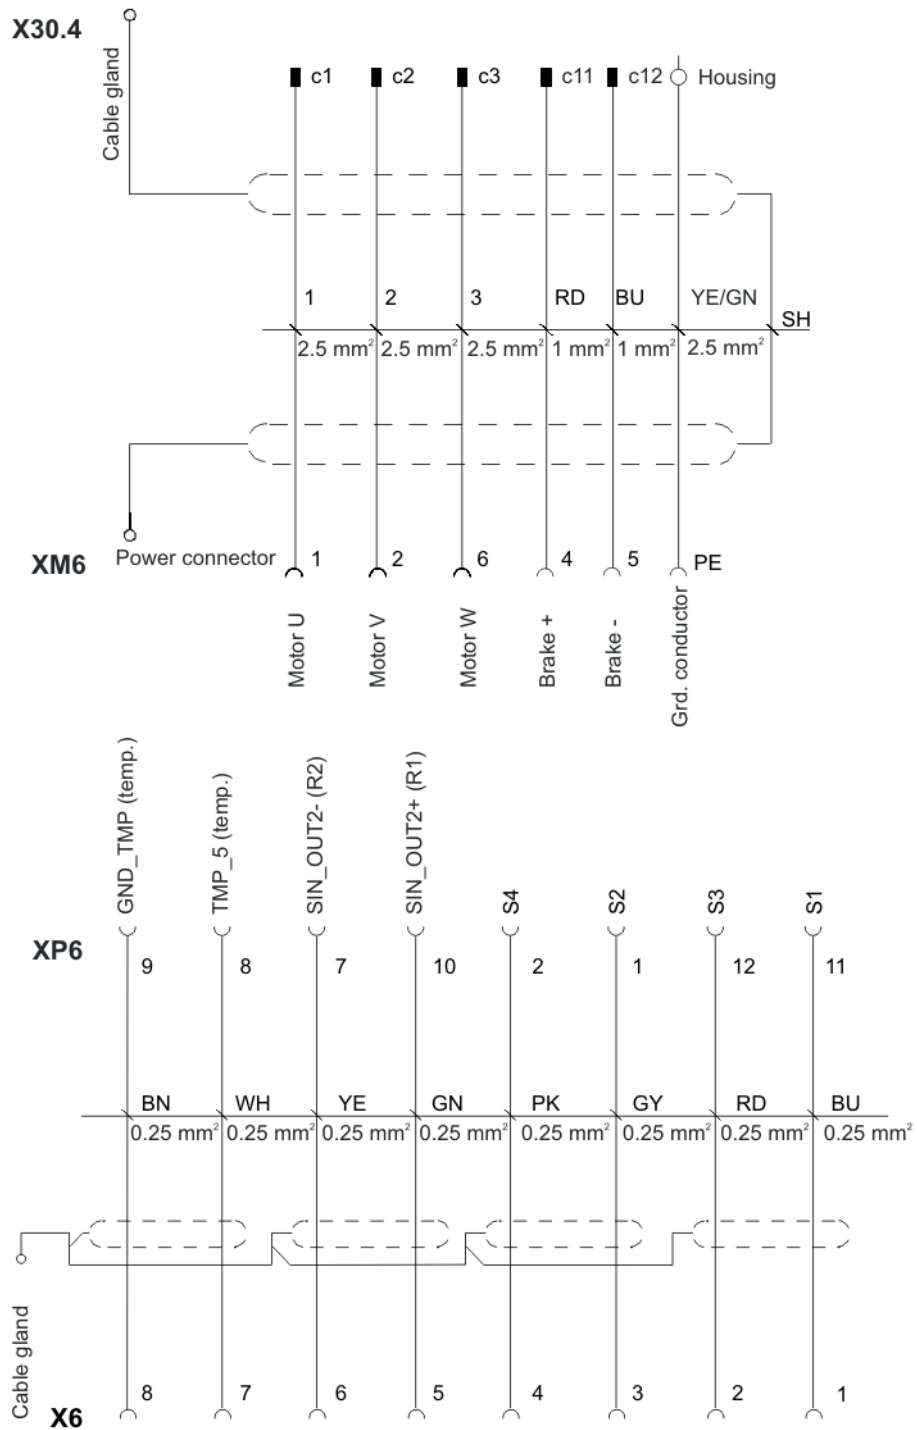 X30.4
Cable gland
c1 c2 c3 c11 c12 Housing
1 2 3 RD BU YE/GN
SH
2.5 mm² 2.5 mm² 2.5 mm² 1 mm² 1 mm² 2.5 mm²
XM6
Power connector
1 2 6 4 5 PE
Motor U
Motor V
Motor W
Brake +
Brake -
Grd. conductor
GND_TMP (temp.)
TMP_5 (temp.)
SIN_OUT2- (R2)
SIN_OUT2+ (R1)
S4
S2
S3
S1
XP6
9 8 7 10 2 1 12 11
BN WH YE GN PK GY RD BU
0.25 mm² 0.25 mm² 0.25 mm² 0.25 mm² 0.25 mm² 0.25 mm² 0.25 mm² 0.25 mm²
Cable gland
8 7 6 5 4 3 2 1
X6